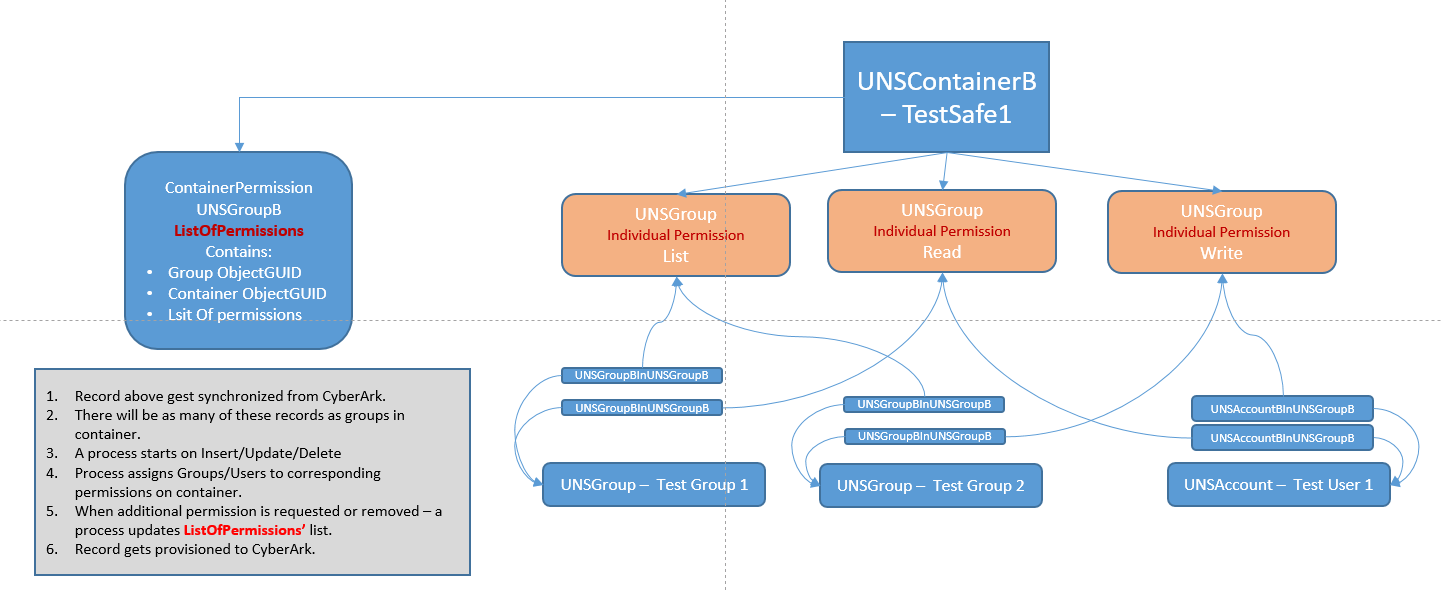 UNSContainerB
– TestSafe1
ContainerPermission
UNSGroupB
ListOfPermissions
Contains:
• Group ObjectGUID
• Container ObjectGUID
• Lsit Of permissions
UNSGroup
Individual Permission
List
UNSGroup
Individual Permission
Read
UNSGroup
Individual Permission
Write
UNSGroupBInUNSGroupB
UNSGroupBInUNSGroupB
UNSGroup – Test Group 1
UNSGroupBInUNSGroupB
UNSGroupBInUNSGroupB
UNSGroup – Test Group 2
UNSAccountBInUNSGroupB
UNSAccountBInUNSGroupB
UNSAccount – Test User 1
1. Record above gest synchronized from CyberArk.
2. There will be as many of these records as groups in
container.
3. A process starts on Insert/Update/Delete
4. Process assigns Groups/Users to corresponding
permissions on container.
5. When additional permission is requested or removed – a
process updates ListOfPermissions’ list.
6. Record gets provisioned to CyberArk.